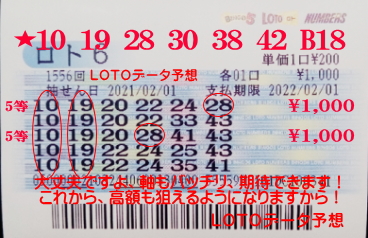 LOTO NUMBERS
★10 19 28 30 38 42 B18
ロト6 単価1口¥200
1556回 LOTOデータ予想 各01口 ¥1,000
抽せん日 2021/02/01 支払期限 2022/02/01
5等 10 19 20 22 24 28 ¥1,000
10 19 20 22 33 43
5等 10 19 20 28 41 43 ¥1,000
10 19 22 24 33 41
10 19 22 24 35 41
大丈夫ですよ、軸もバッチリ、期待できます!
これから、高額も狙えるようになりますから!
LOTOデータ予想